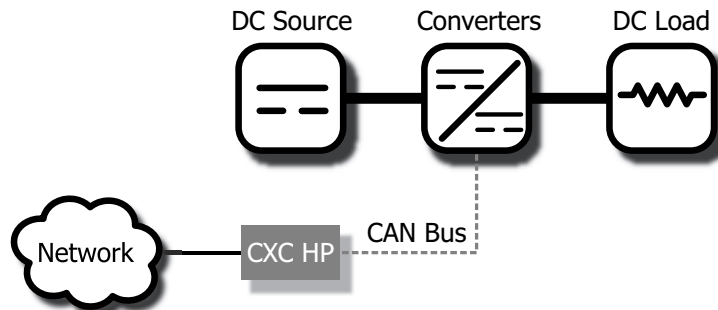 DC Source
Converters
DC Load
CAN Bus
Network
CXC HP